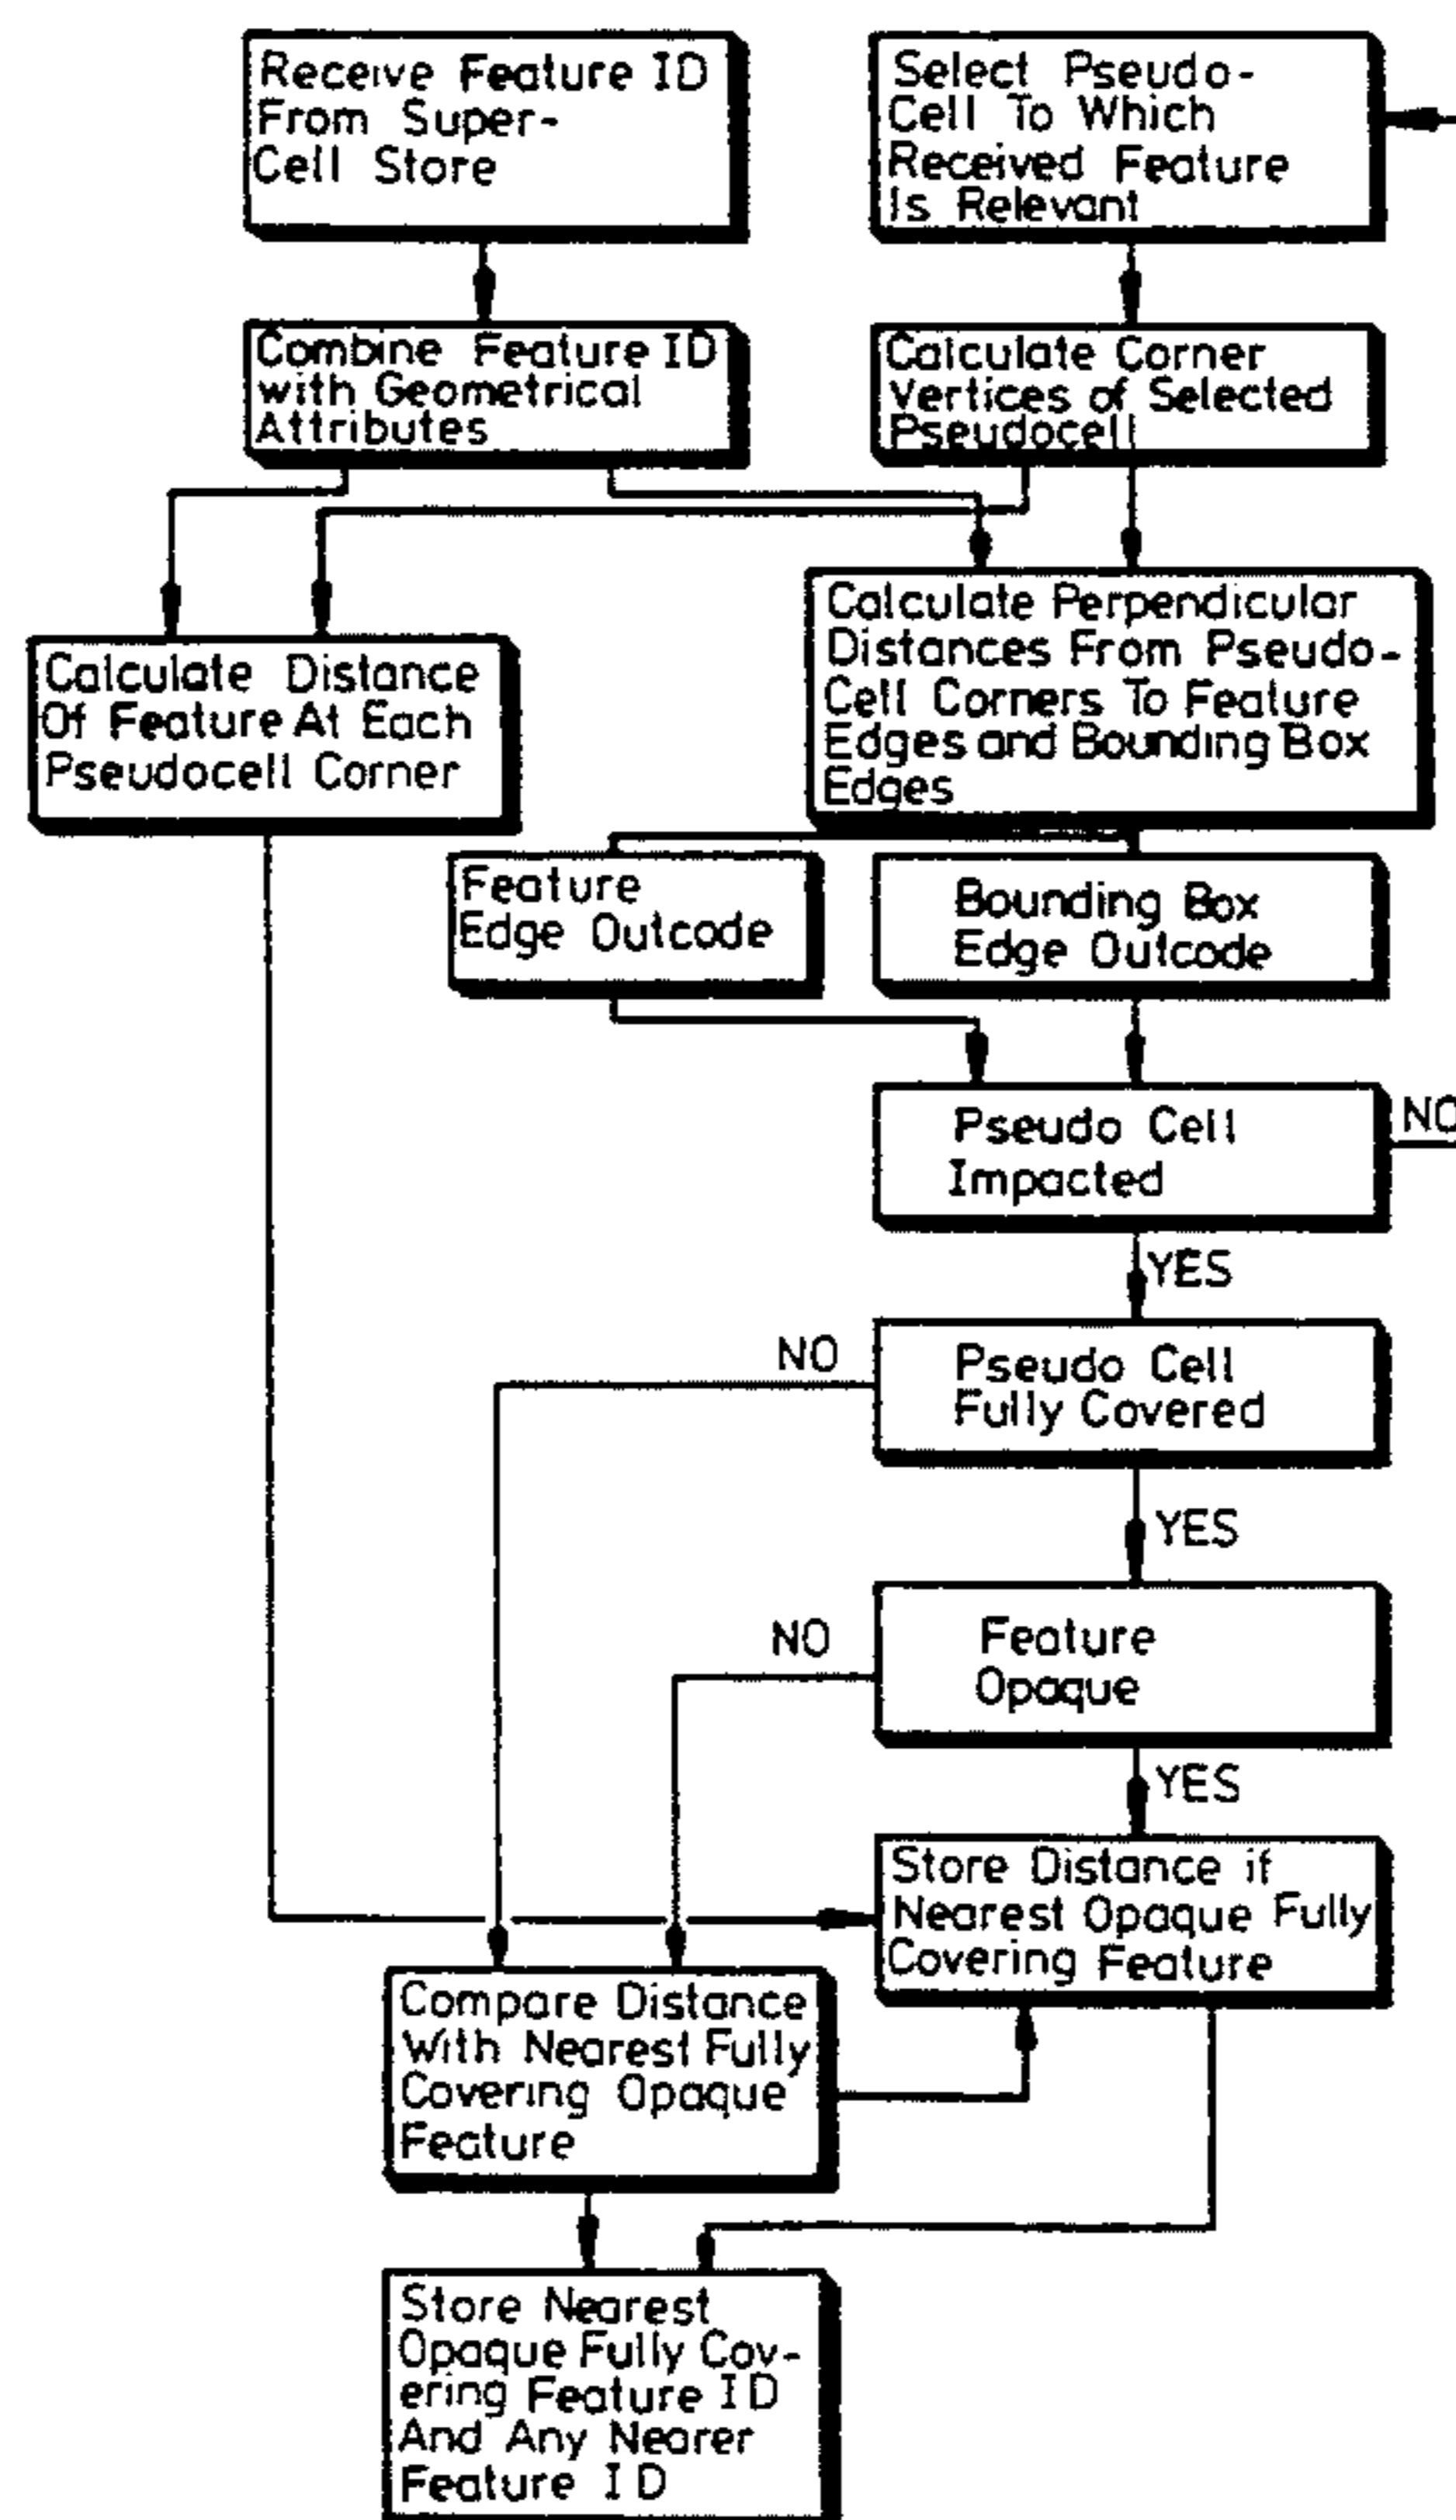 Receive Feature ID
From Super-
Cell Store
Select Pseudo-
Cell To Which
Received Feature
Is Relevant
Combine Feature ID
with Geometrical
Attributes
Calculate Corner
Vertices of Selected
Pseudocell
Calculate Distance
Of Feature At Each
Pseudocell Corner
Calculate Perpendicular
Distances From Pseudo-
Cell Corners To Feature
Edges and Bounding Box
Edges
Feature
Edge Outcode
Bounding Box
Edge Outcode
Pseudo Cell
Impacted
NO
YES
NO
Pseudo Cell
Fully Covered
YES
NO
Feature
Opaque
YES
Store Distance if
Nearest Opaque Fully
Covering Feature
Compare Distance
With Nearest Fully
Covering Opaque
Feature
Store Nearest
Opaque Fully Cov-
ering Feature ID
And Any Nearer
Feature ID